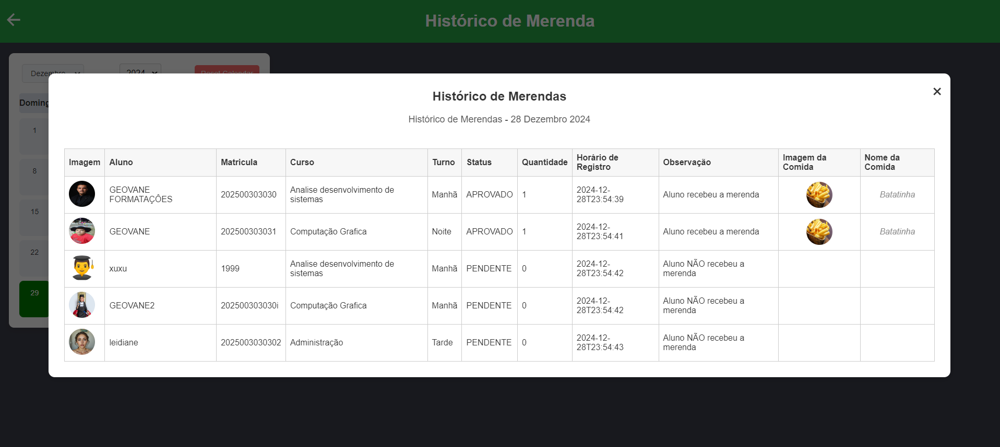 Histórico de Merenda
Dezembro 2024 Reset Calendar
Doming
1
8
15
22
29
Histórico de Merendas
Histórico de Merendas - 28 Dezembro 2024
Imagem Aluno Matricula Curso Turno Status Quantidade Horário de Registro Observação Imagem da Comida Nome da Comida
GEOVANE FORMATAÇÔES 202500303030 Analise desenvolvimento de sistemas Manhã APROVADO 1 2024-12-28T23:54:39 Aluno recebeu a merenda Batatinha
GEOVANE 202500303031 Computação Grafica Noite APROVADO 1 2024-12-28T23:54:41 Aluno recebeu a merenda Batatinha
xuxu 1999 Analise desenvolvimento de sistemas Manhã PENDENTE 0 2024-12-28T23:54:42 Aluno NÃO recebeu a merenda
GEOVANE2 202500303030i Computação Grafica Manhã PENDENTE 0 2024-12-28T23:54:42 Aluno NÃO recebeu a merenda
leidiane 2025003030302 Administração Tarde PENDENTE 0 2024-12-28T23:54:43 Aluno NÃO recebeu a merenda